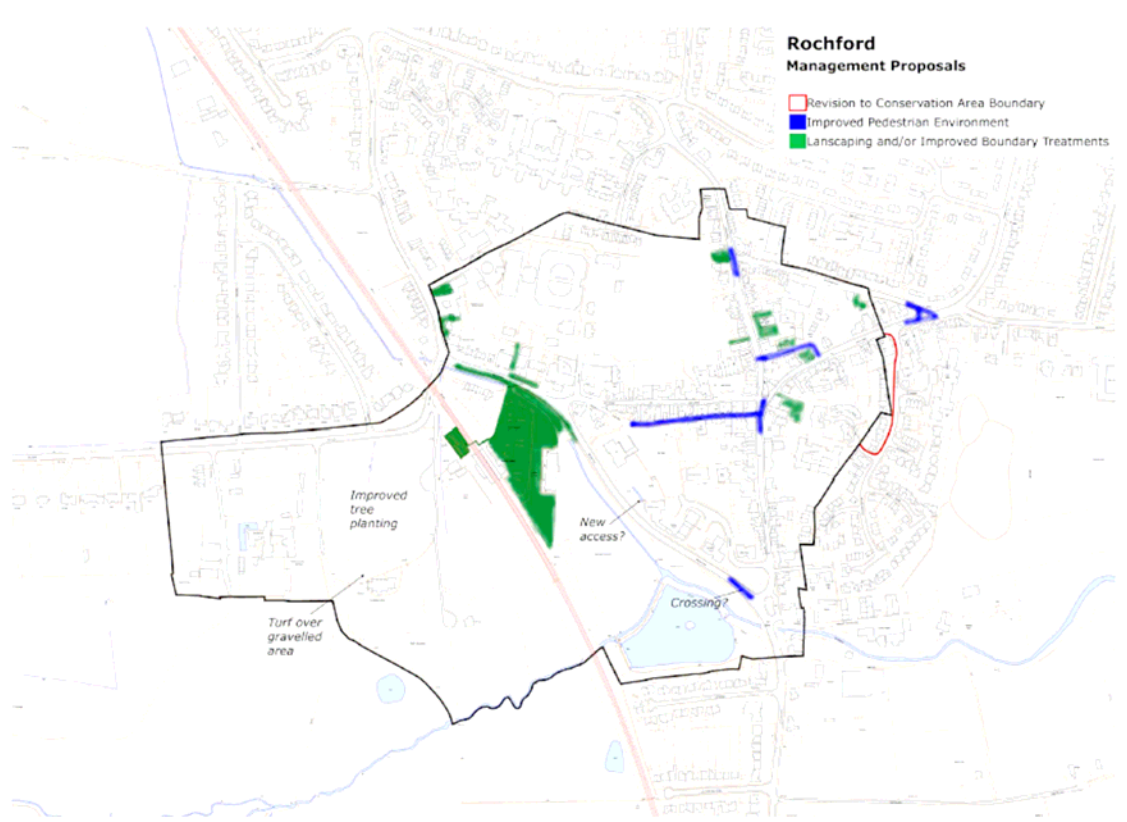 Rochford
Management Proposals
Revision to Conservation Area Boundary
Improved Pedestrian Environment
Lanscaping and/or Improved Boundary Treatments
Improved
tree
planting
New
access?
Crossing?
Turf over
gravelled
area